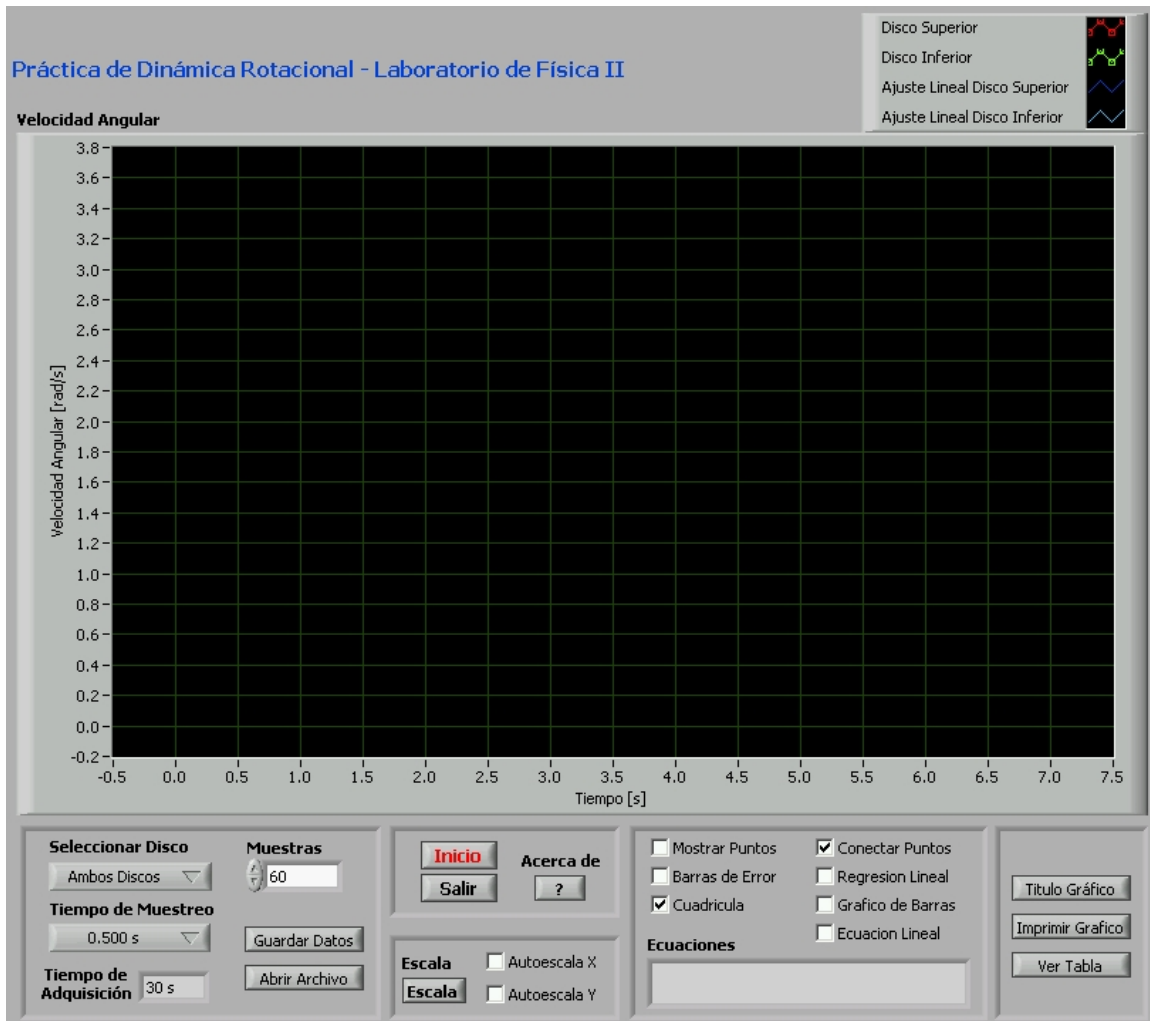 Práctica de Dinámica Rotacional - Laboratorio de Física II
Disco Superior
Disco Inferior
Ajuste Lineal Disco Superior
Ajuste Lineal Disco Inferior
Velocidad Angular
Velocidad Angular [rad/s]
3.8
3.6
3.4
3.2
3.0
2.8
2.6
2.4
2.2
2.0
1.8
1.6
1.4
1.2
1.0
0.8
0.6
0.4
0.2
0.0
-0.2
-0.5 0.0 0.5 1.0 1.5 2.0 2.5 3.0 3.5 4.0 4.5 5.0 5.5 6.0 6.5 7.0 7.5
Tiempo [s]
Seleccionar Disco
Ambos Discos
Tiempo de Muestreo
0.500 s
Tiempo de
Adquisición
30 s
Muestras
60
Guardar Datos
Abrir Archivo
Inicio
Salir
Acerca de
?
Escala
Escala
Autoescala X
Autoescala Y
Mostrar Puntos
Barras de Error
Cuadricula
Conectar Puntos
Regresion Lineal
Grafico de Barras
Ecuacion Lineal
Ecuaciones
Titulo Gráfico
Imprimir Grafico
Ver Tabla